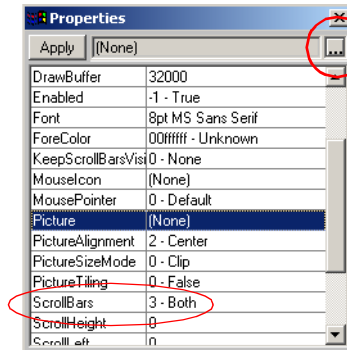 Properties
Apply (None) ...
DrawBuffer 32000
Enabled -1 - True
Font 8pt MS Sans Serif
ForeColor 00ffffff - Unknown
KeepScrollBarsVisi 0 - None
MouseIcon (None)
MousePointer 0 - Default
Picture (None)
PictureAlignment 2 - Center
PictureSizeMode 0 - Clip
PictureTiling 0 - False
ScrollBars 3 - Both
ScrollHeight 0
ScrollLeft 0